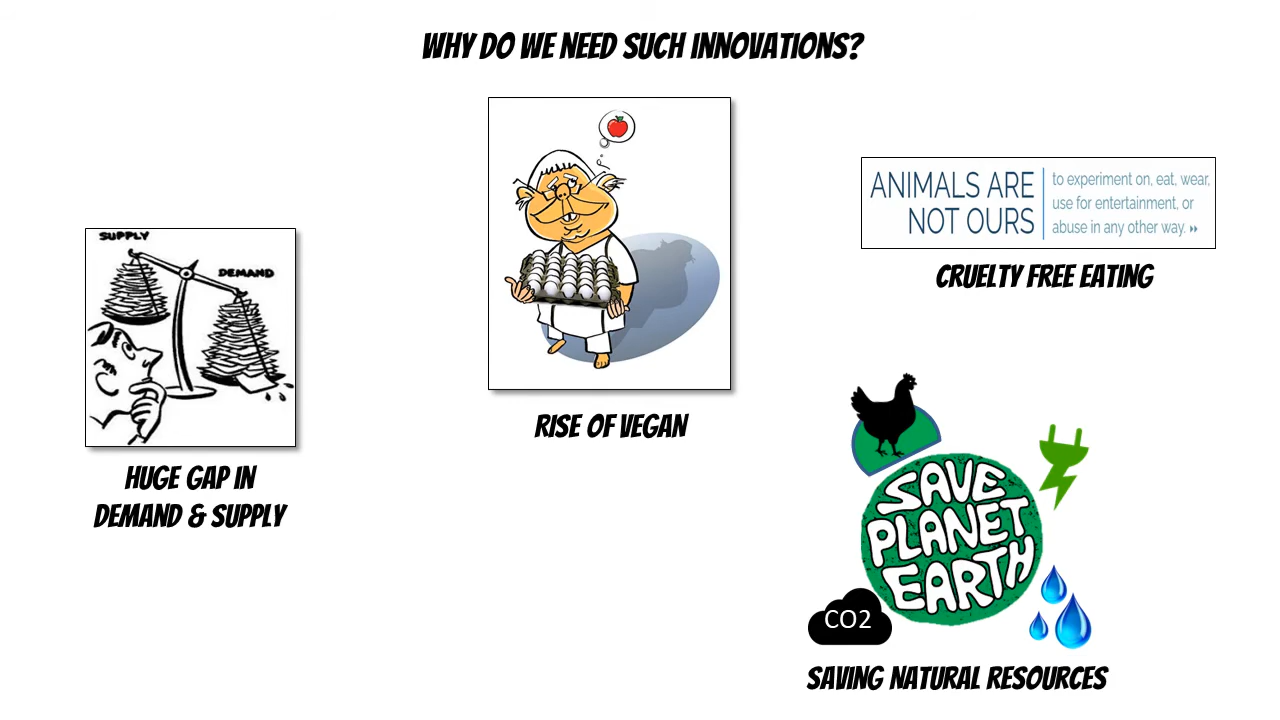 WHY DO WE NEED SUCH INNOVATIONS?
SUPPLY
DEMAND
HUGE GAP IN
DEMAND & SUPPLY
RISE OF VEGAN
ANIMALS ARE
NOT OURS
to experiment on, eat, wear,
use for entertainment, or
abuse in any other way.
CRUELTY FREE EATING
SAVE
PLANET
EARTH
CO2
SAVING NATURAL RESOURCES